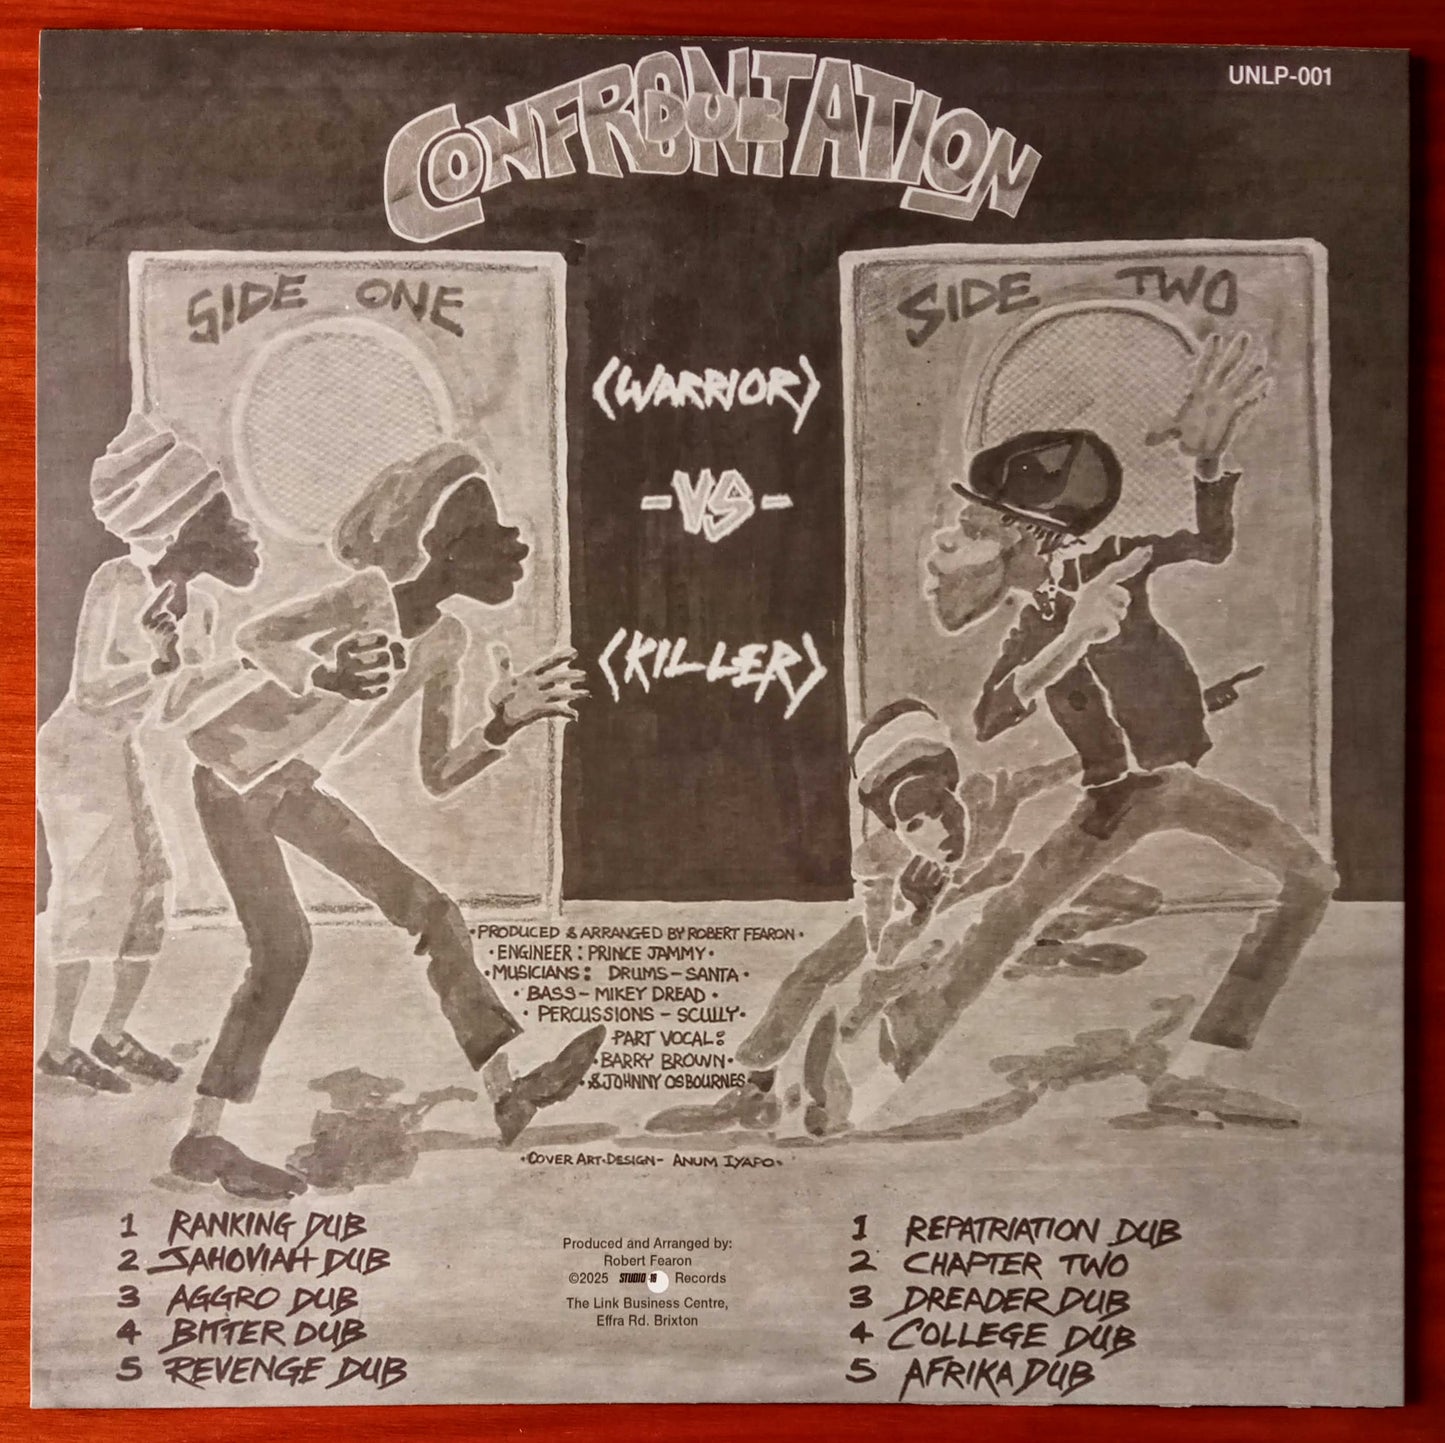 UNLP-001
CONFRONTATION
DUB
SIDE ONE
SIDE TWO
(WARRIOR)
-VS-
(KILLER)
•PRODUCED & ARRANGED BY ROBERT FEARON•
•ENGINEER: PRINCE JAMMY•
•MUSICIANS: DRUMS-SANTA•
•BASS-MIKEY DREAD•
•PERCUSSIONS-SCULLY•
PART VOCAL:
•BARRY BROWN•
•&JOHNNY OSBOURNES•
•COVER ART•DESIGN- ANUM IYAPO•
1 RANKING DUB
2 JAHOVIAH DUB
3 AGGRO DUB
4 BITTER DUB
5 REVENGE DUB
Produced and Arranged by:
Robert Fearon
©2025 STUDIO 16 Records
The Link Business Centre,
Effra Rd. Brixton
1 REPATRIATION DUB
2 CHAPTER TWO
3 DREADER DUB
4 COLLEGE DUB
5 AFRIKA DUB